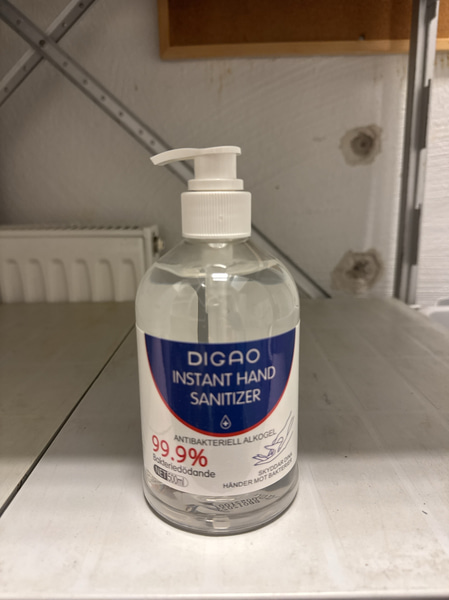 DIGAO
INSTANT HAND
SANITIZER
ANTIBAKTERIELL ALKOGEL
99.9%
Bakteriedödande
NET 500ml
SKYDDAR DINA
HÄNDER MOT BAKTERIER